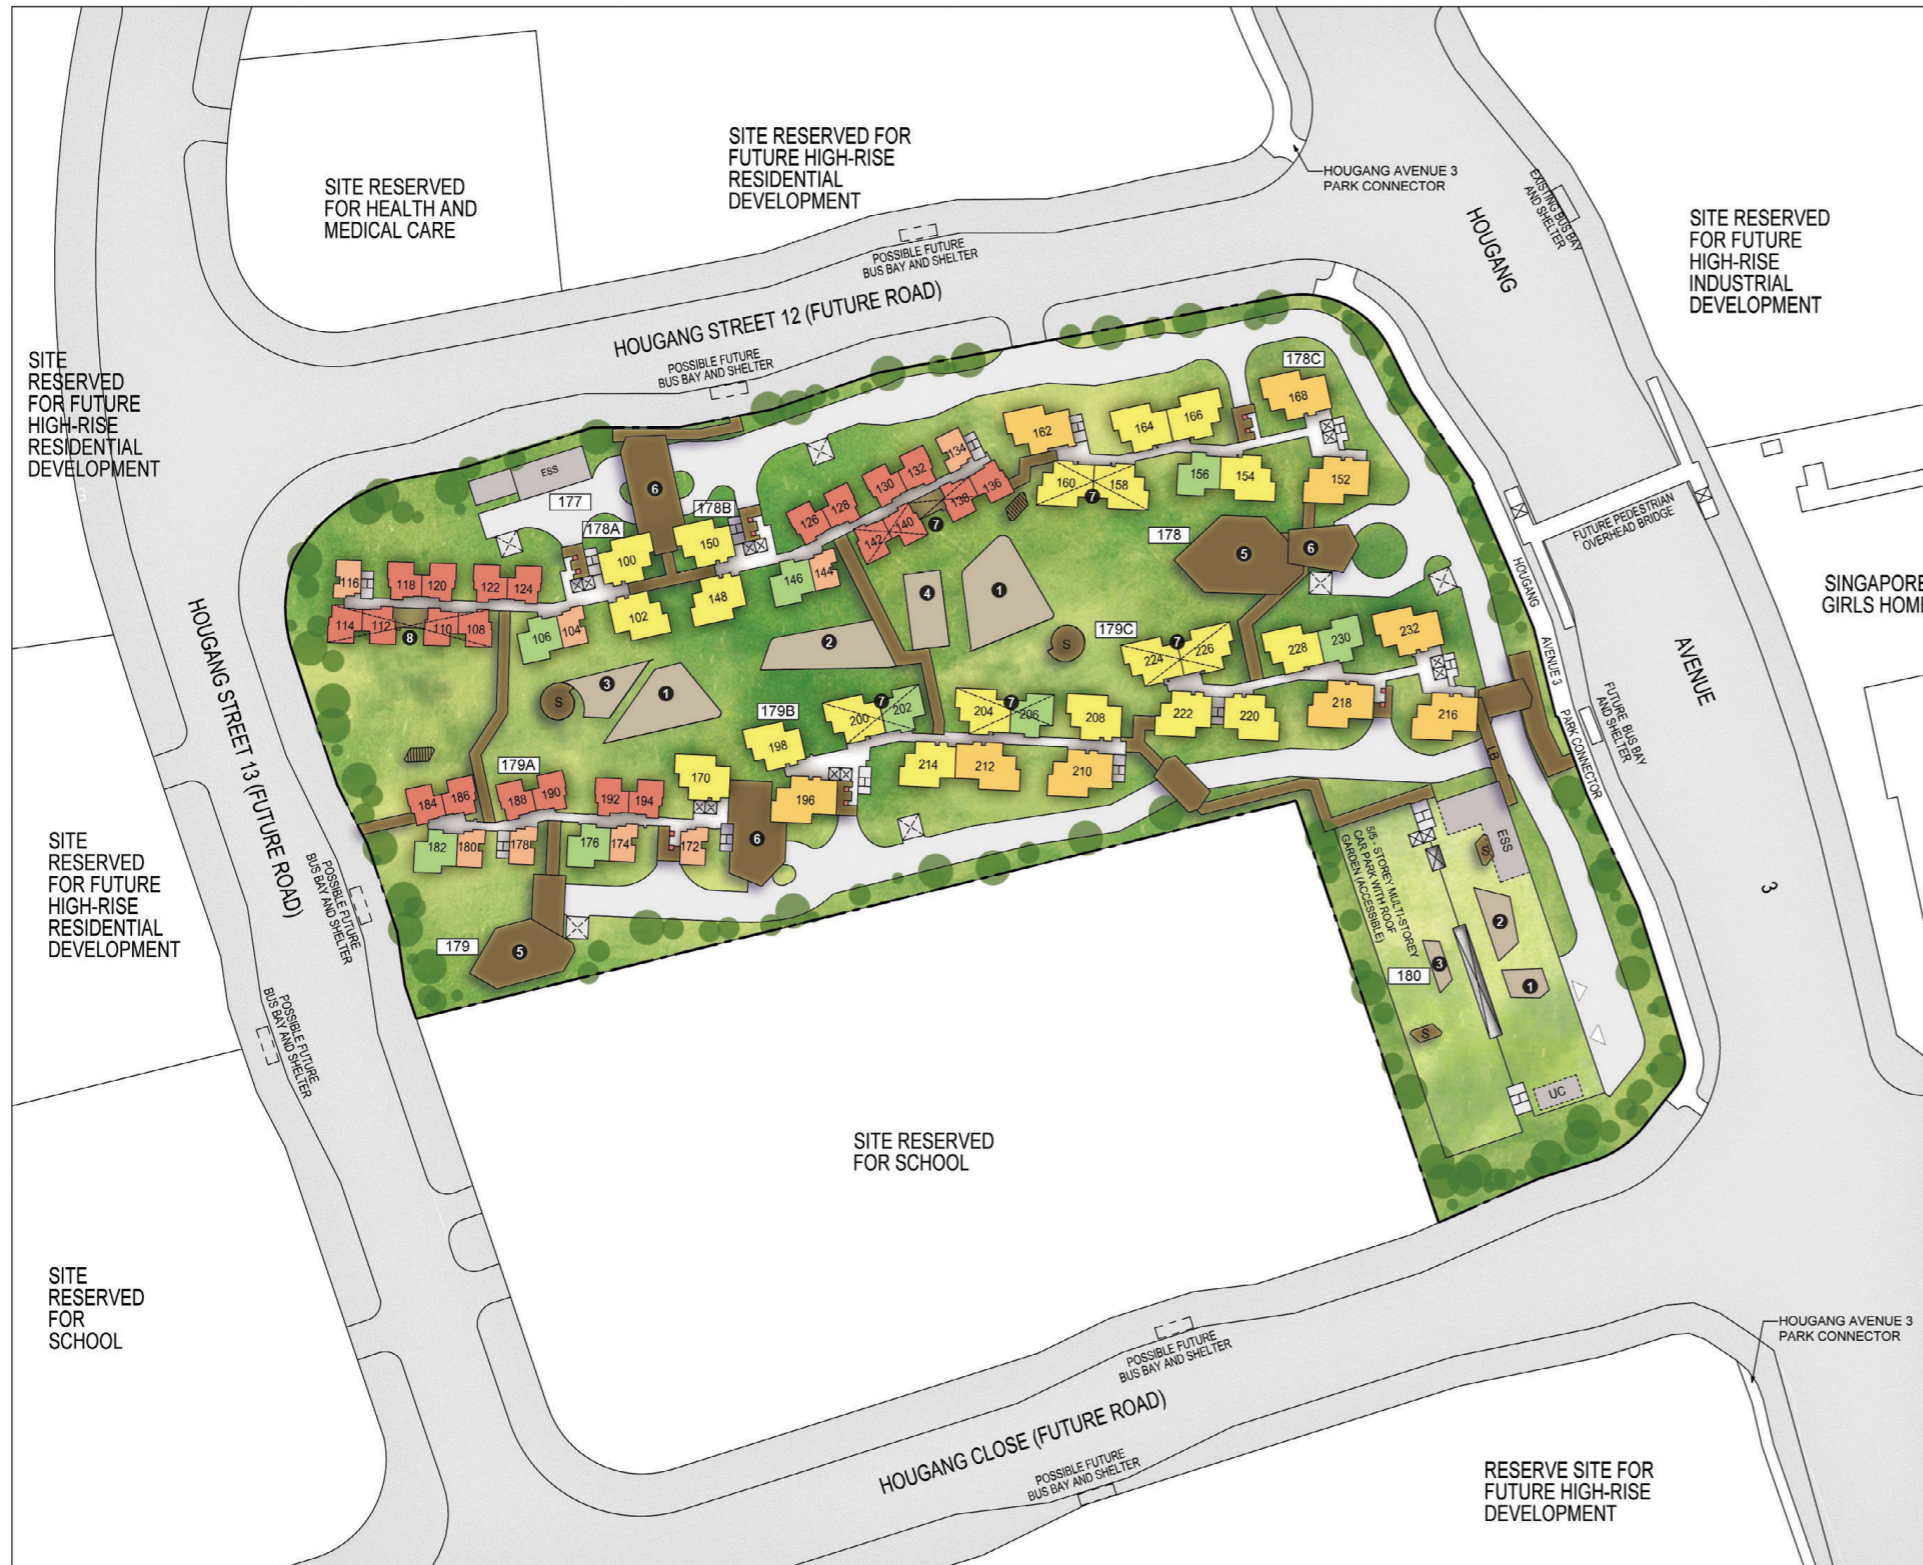 SITE RESERVED
FOR HEALTH AND
MEDICAL CARE
SITE RESERVED FOR
FUTURE HIGH-RISE
RESIDENTIAL
DEVELOPMENT
HOUGANG AVENUE 3
PARK CONNECTOR
EXISTING BUS BAY
AND SHELTER
HOUGANG
SITE RESERVED
FOR FUTURE
HIGH-RISE
INDUSTRIAL
DEVELOPMENT
POSSIBLE FUTURE
BUS BAY AND SHELTER
HOUGANG STREET 12 (FUTURE ROAD)
POSSIBLE FUTURE
BUS BAY AND SHELTER
SITE
RESERVED
FOR FUTURE
HIGH-RISE
RESIDENTIAL
DEVELOPMENT
178C
168
166
164
162
134
132
130
128
126
136
138
140
142
7
160
158
7
156
154
152
ESS
177
6
178B
178A
150
100
178
5
6
FUTURE PEDESTRIAN
OVERHEAD BRIDGE
SINGAPORE
GIRLS HOME
116
118
120
122
124
114
112
110
108
8
106
104
102
148
146
144
4
1
2
S
179C
224
226
7
228
230
232
HOUGANG
AVENUE 3
PARK CONNECTOR
AVENUE
3
FUTURE BUS BAY
AND SHELTER
HOUGANG STREET 13 (FUTURE ROAD)
S
3
1
179B
200
202
7
204
206
7
208
222
220
218
216
LB
198
214
212
210
179A
170
184
186
188
190
192
194
196
182
180
178
176
174
172
6
179
5
5/5 - STOREY MULTI-STOREY
CAR PARK WITH ROOF
GARDEN (ACCESSIBLE)
ESS
S
2
3
1
180
S
UC
SITE
RESERVED
FOR FUTURE
HIGH-RISE
RESIDENTIAL
DEVELOPMENT
POSSIBLE FUTURE
BUS BAY AND SHELTER
POSSIBLE FUTURE
BUS BAY AND SHELTER
SITE RESERVED
FOR SCHOOL
SITE
RESERVED
FOR
SCHOOL
POSSIBLE FUTURE
BUS BAY AND SHELTER
HOUGANG CLOSE (FUTURE ROAD)
POSSIBLE FUTURE
BUS BAY AND SHELTER
HOUGANG AVENUE 3
PARK CONNECTOR
RESERVE SITE FOR
FUTURE HIGH-RISE
DEVELOPMENT